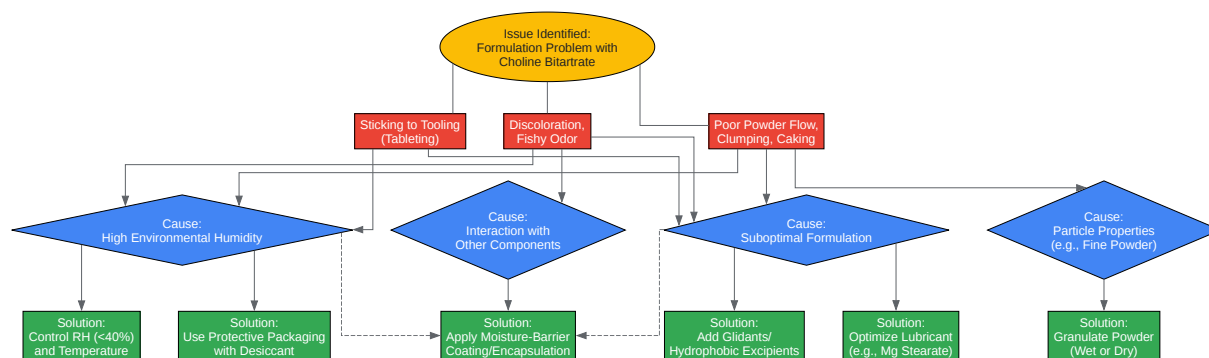 Issue Identified:
Formulation Problem with
Choline Bitartrate
Sticking to Tooling
(Tableting)
Discoloration,
Fishy Odor
Poor Powder Flow,
Clumping, Caking
Cause:
High Environmental Humidity
Cause:
Interaction with
Other Components
Cause:
Suboptimal Formulation
Cause:
Particle Properties
(e.g., Fine Powder)
Solution:
Control RH (<40%)
and Temperature
Solution:
Use Protective Packaging
with Desiccant
Solution:
Apply Moisture-Barrier
Coating/Encapsulation
Solution:
Add Glidants/
Hydrophobic Excipients
Solution:
Optimize Lubricant
(e.g., Mg Stearate)
Solution:
Granulate Powder
(Wet or Dry)